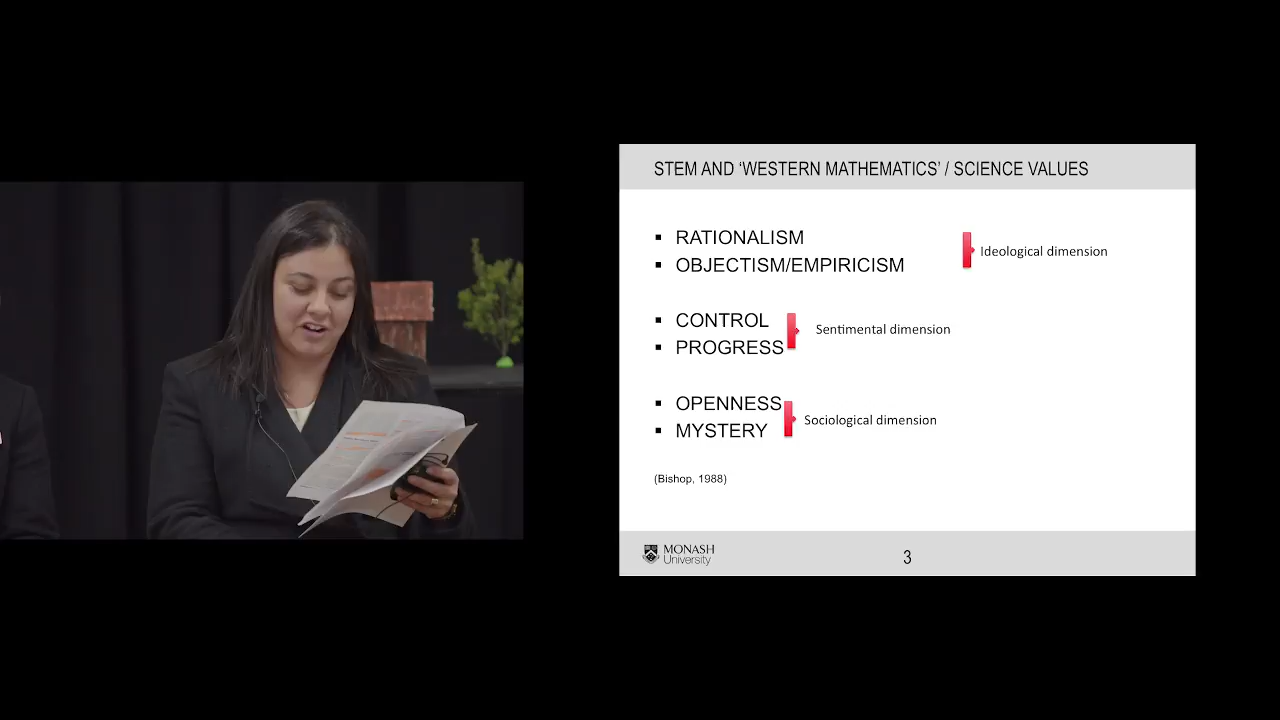 STEM AND ‘WESTERN MATHEMATICS’ / SCIENCE VALUES
▪ RATIONALISM
▪ OBJECTISM/EMPIRICISM
Ideological dimension
▪ CONTROL
▪ PROGRESS
Sentimental dimension
▪ OPENNESS
▪ MYSTERY
Sociological dimension
(Bishop, 1988)
MONASH
University
3